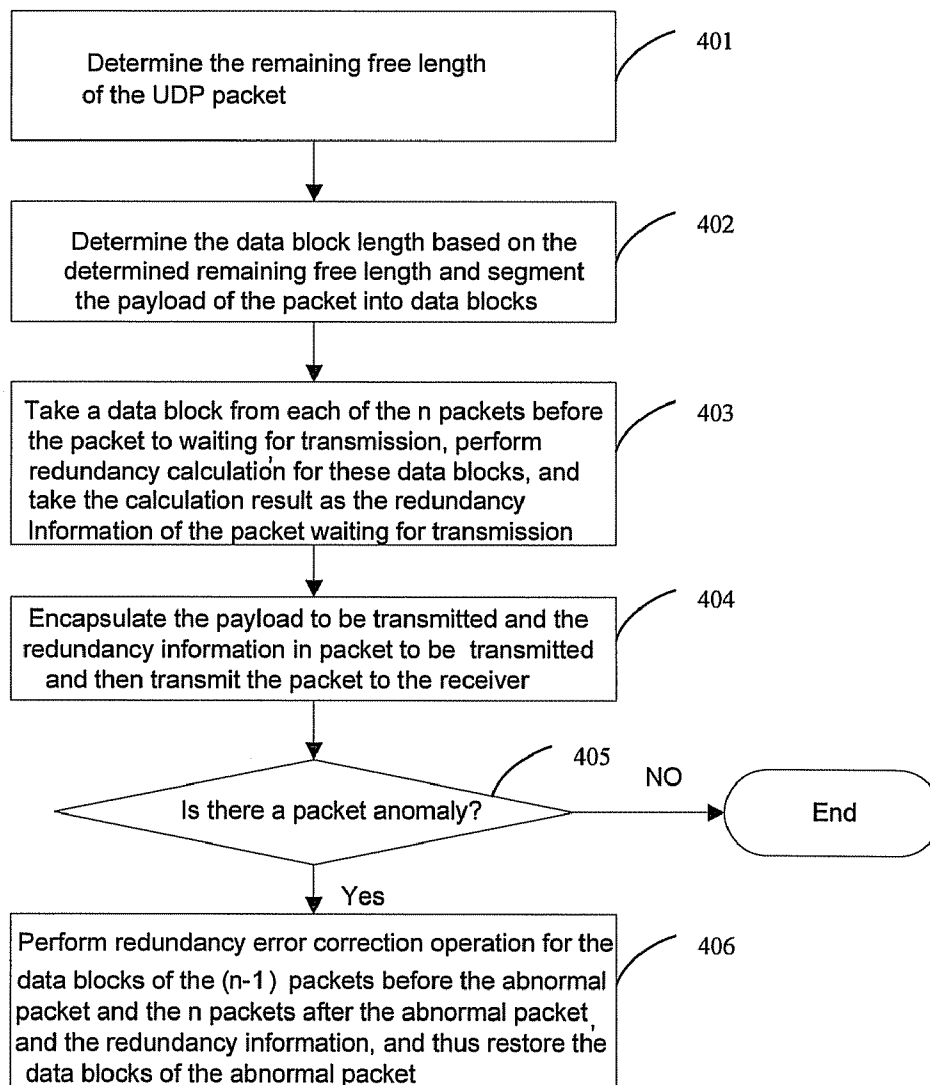 Determine the remaining free length
of the UDP packet
401
Determine the data block length based on the
determined remaining free length and segment
the payload of the packet into data blocks
402
Take a data block from each of the n packets before
the packet to waiting for transmission, perform
redundancy calculation for these data blocks, and
take the calculation result as the redundancy
Information of the packet waiting for transmission
403
Encapsulate the payload to be transmitted and the
redundancy information in packet to be transmitted
and then transmit the packet to the receiver
404
Is there a packet anomaly?
405
NO
End
Yes
Perform redundancy error correction operation for the
data blocks of the (n-1) packets before the abnormal
packet and the n packets after the abnormal packet,
and the redundancy information, and thus restore the
data blocks of the abnormal packet
406